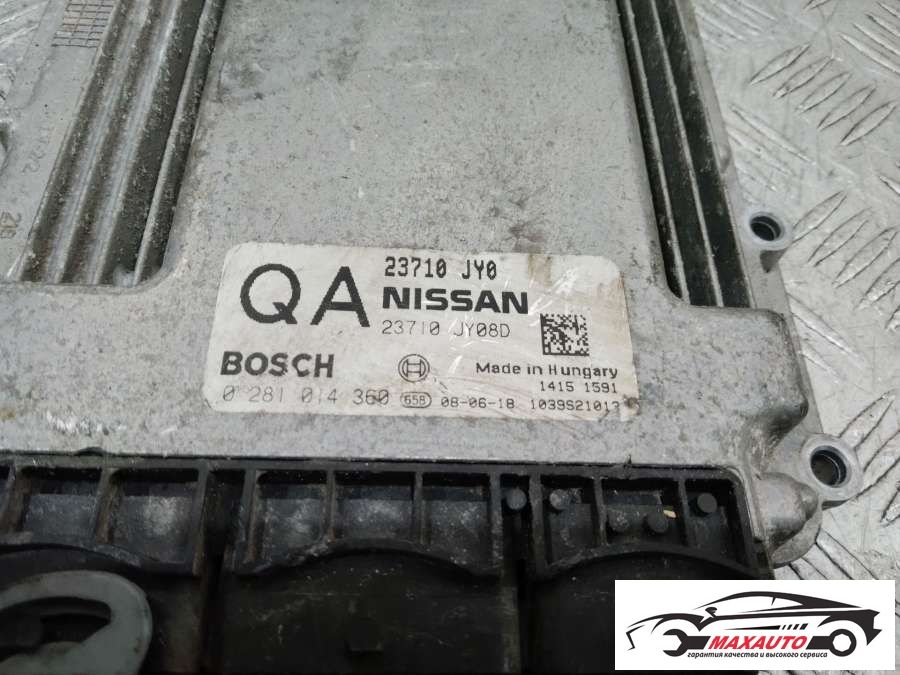 23710 JY0
QA NISSAN
23710 JY08D
BOSCH
Made in Hungary
1415 1591
0 281 014 360 658 08-06-18 1039S21013
MAXAUTO
гарантия качества и высокого сервиса